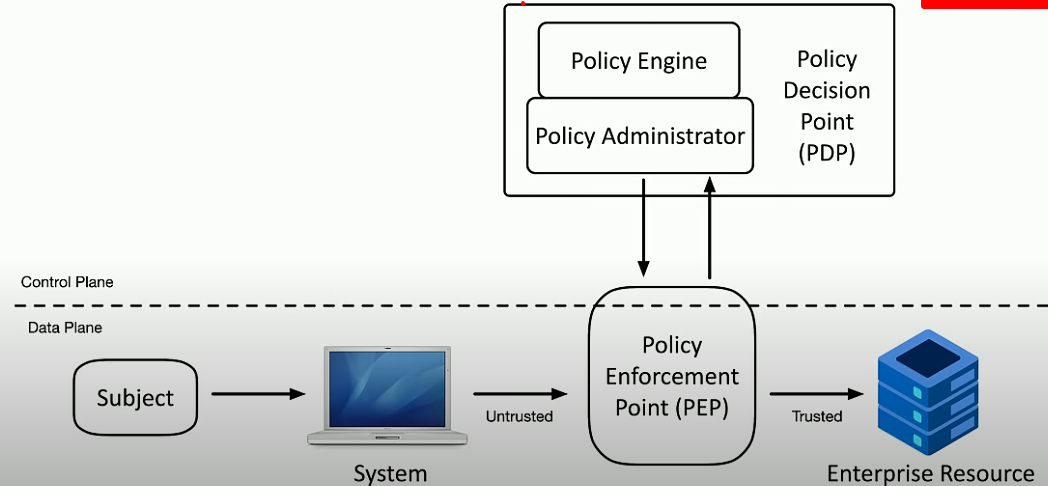 Policy Engine
Policy Administrator
Policy
Decision
Point
(PDP)
Control Plane
Data Plane
Subject
System
Untrusted
Policy
Enforcement
Point (PEP)
Trusted
Enterprise Resource